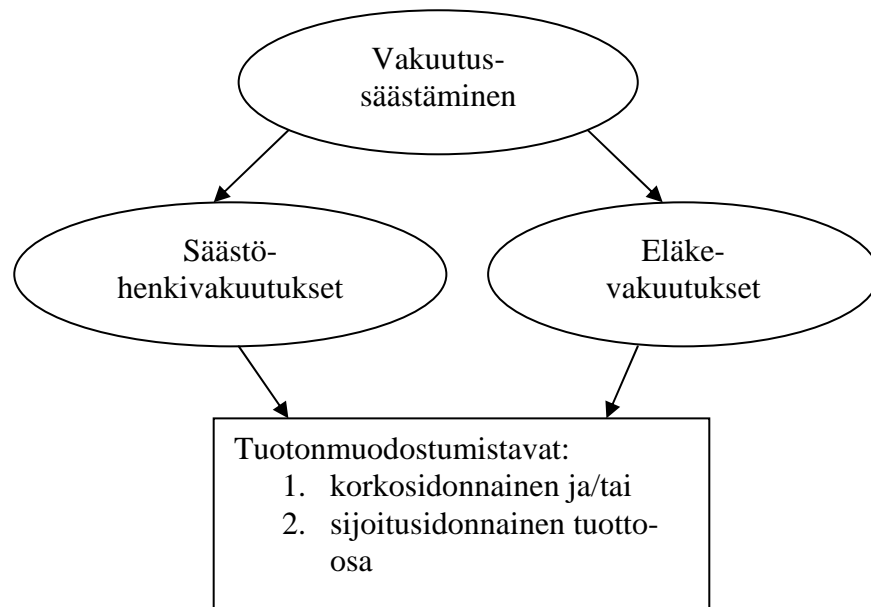 Vakuutus-
säästäminen
Säästö-
henkivakuutukset
Eläke-
vakuutukset
Tuotonmuodostumistavat:
1. korkosidonnainen ja/tai
2. sijoitusidonnainen tuotto-
osa